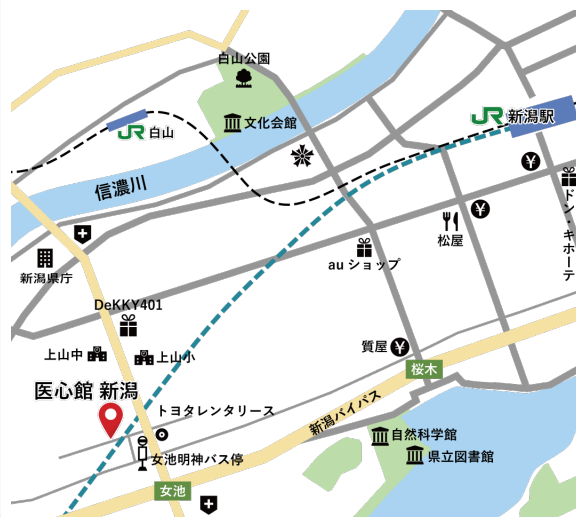 白山公園
JR 新潟駅
JR 白山
文化会館
信濃川
ドン・キホーテ
松屋
新潟県庁
au ショップ
DeKKY401
上山中
上山小
質屋
桜木
医心館 新潟
トヨタレンタリース
新潟バイパス
自然科学館
県立図書館
女池明神バス停
女池